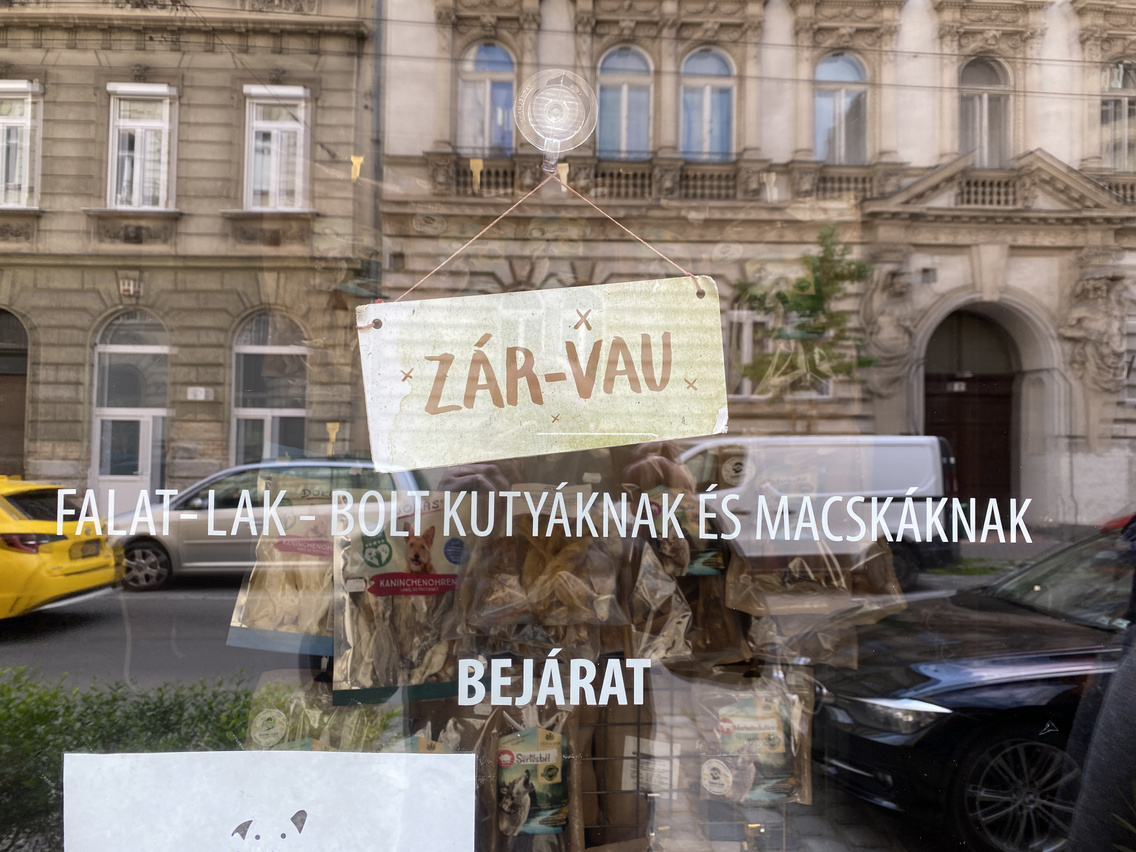 ZÁR-VAU
FALAT-LAK - BOLT KUTYÁKNAK ÉS MACSKÁKNAK
KANINCHENOHREN
BEJÁRAT